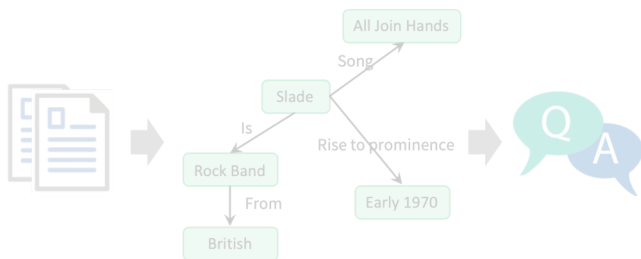 All Join Hands
Song
Slade
Is
Rise to prominence
Rock Band
From
Early 1970
British
Q
A